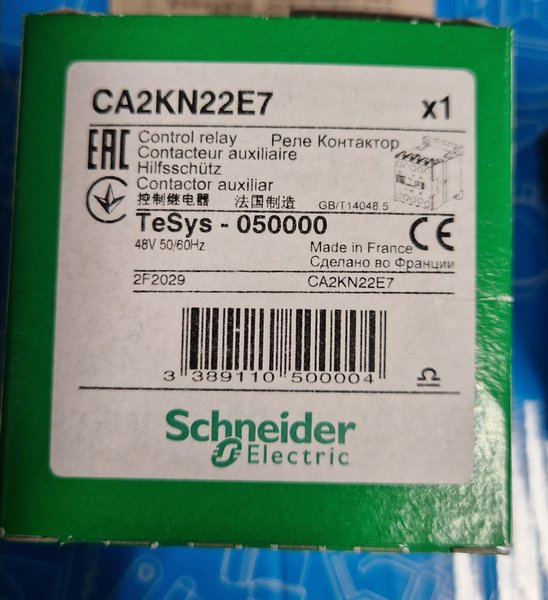 CA2KN22E7 x1
EAC Control relay Реле Контактор
Contacteur auxiliaire
Hilfsschütz
Contactor auxiliar
控制继电器 法国制造 GB/T14048.5
TeSys - 050000 CE
48V 50/60Hz Made in France
Сделано во Франции
2F2029 CA2KN22E7
3 389110 500004
Schneider
Electric